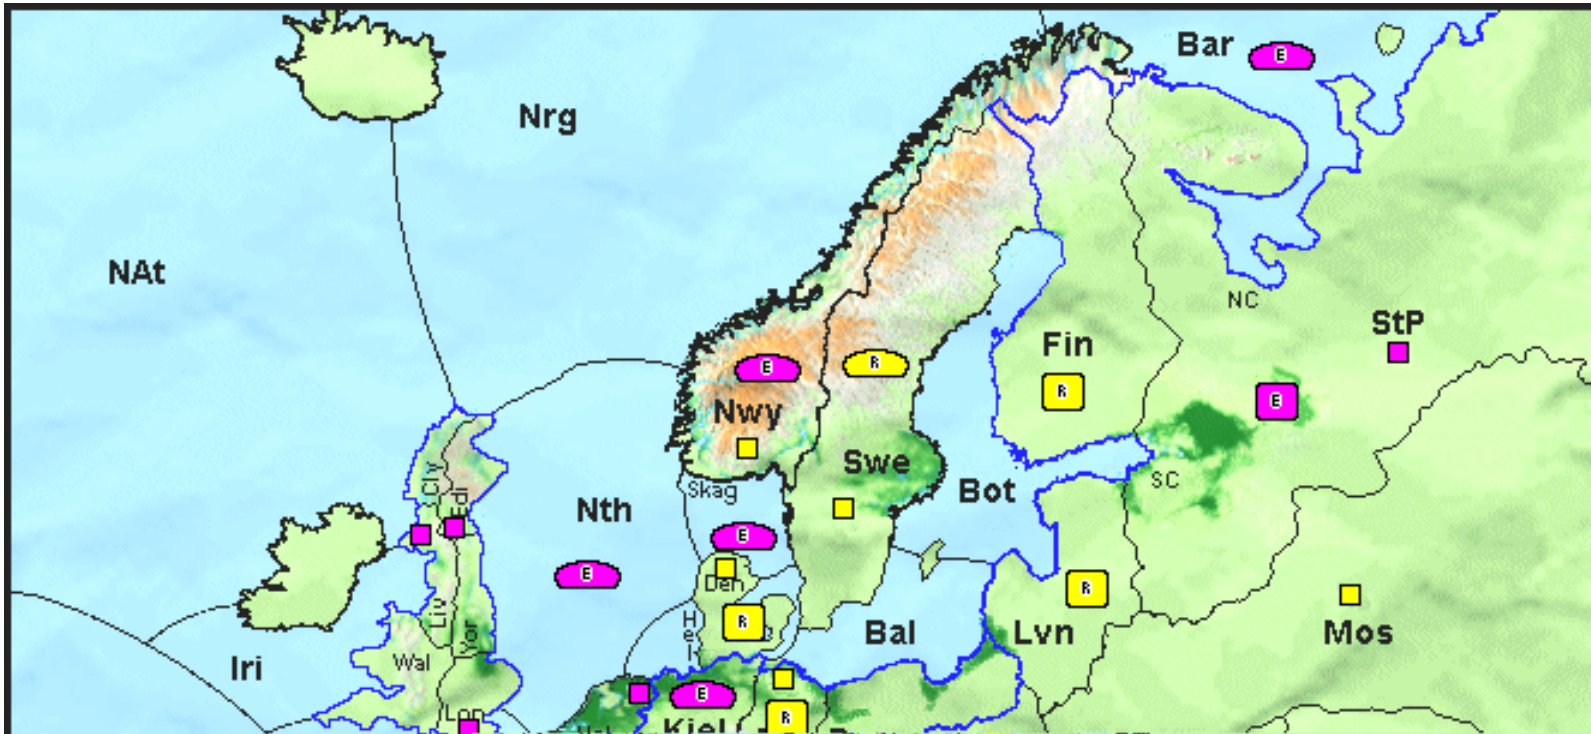 Bar
E
Nrg
NAt
NC
StP
Fin
E
R
R
E
Nwy
Cly
Edi
Swe
SC
Skag
Bot
Nth
E
E
Den
R
R
Hel
Liv
Yor
Bal
Lvn
Mos
Iri
Wal
E
Lon
R
Kiel